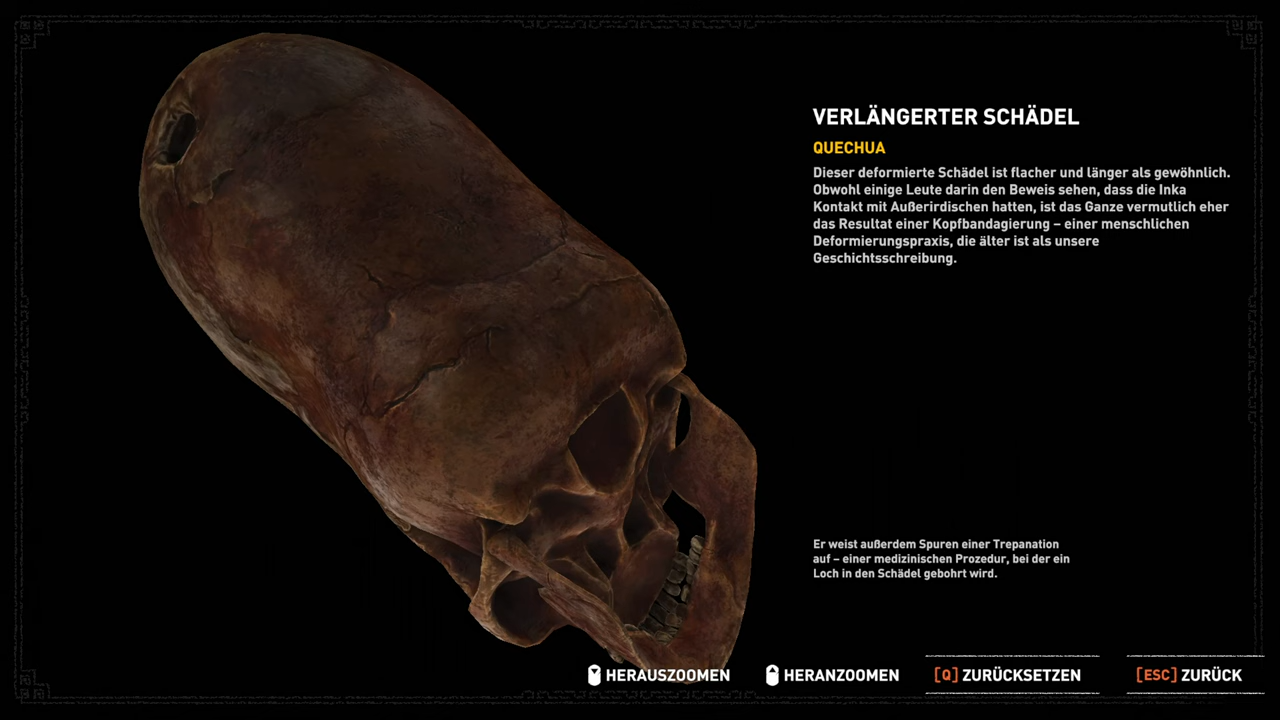 VERLÄNGERTER SCHÄDEL
QUECHUA
Dieser deformierte Schädel ist flacher und länger als gewöhnlich.
Obwohl einige Leute darin den Beweis sehen, dass die Inka
Kontakt mit Außerirdischen hatten, ist das Ganze vermutlich eher
das Resultat einer Kopfbandagierung – einer menschlichen
Deformierungspraxis, die älter ist als unsere
Geschichtsschreibung.
Er weist außerdem Spuren einer Trepanation
auf – einer medizinischen Prozedur, bei der ein
Loch in den Schädel gebohrt wird.
HERAUSZOOMEN HERANZOOMEN [Q] ZURÜCKSETZEN [ESC] ZURÜCK